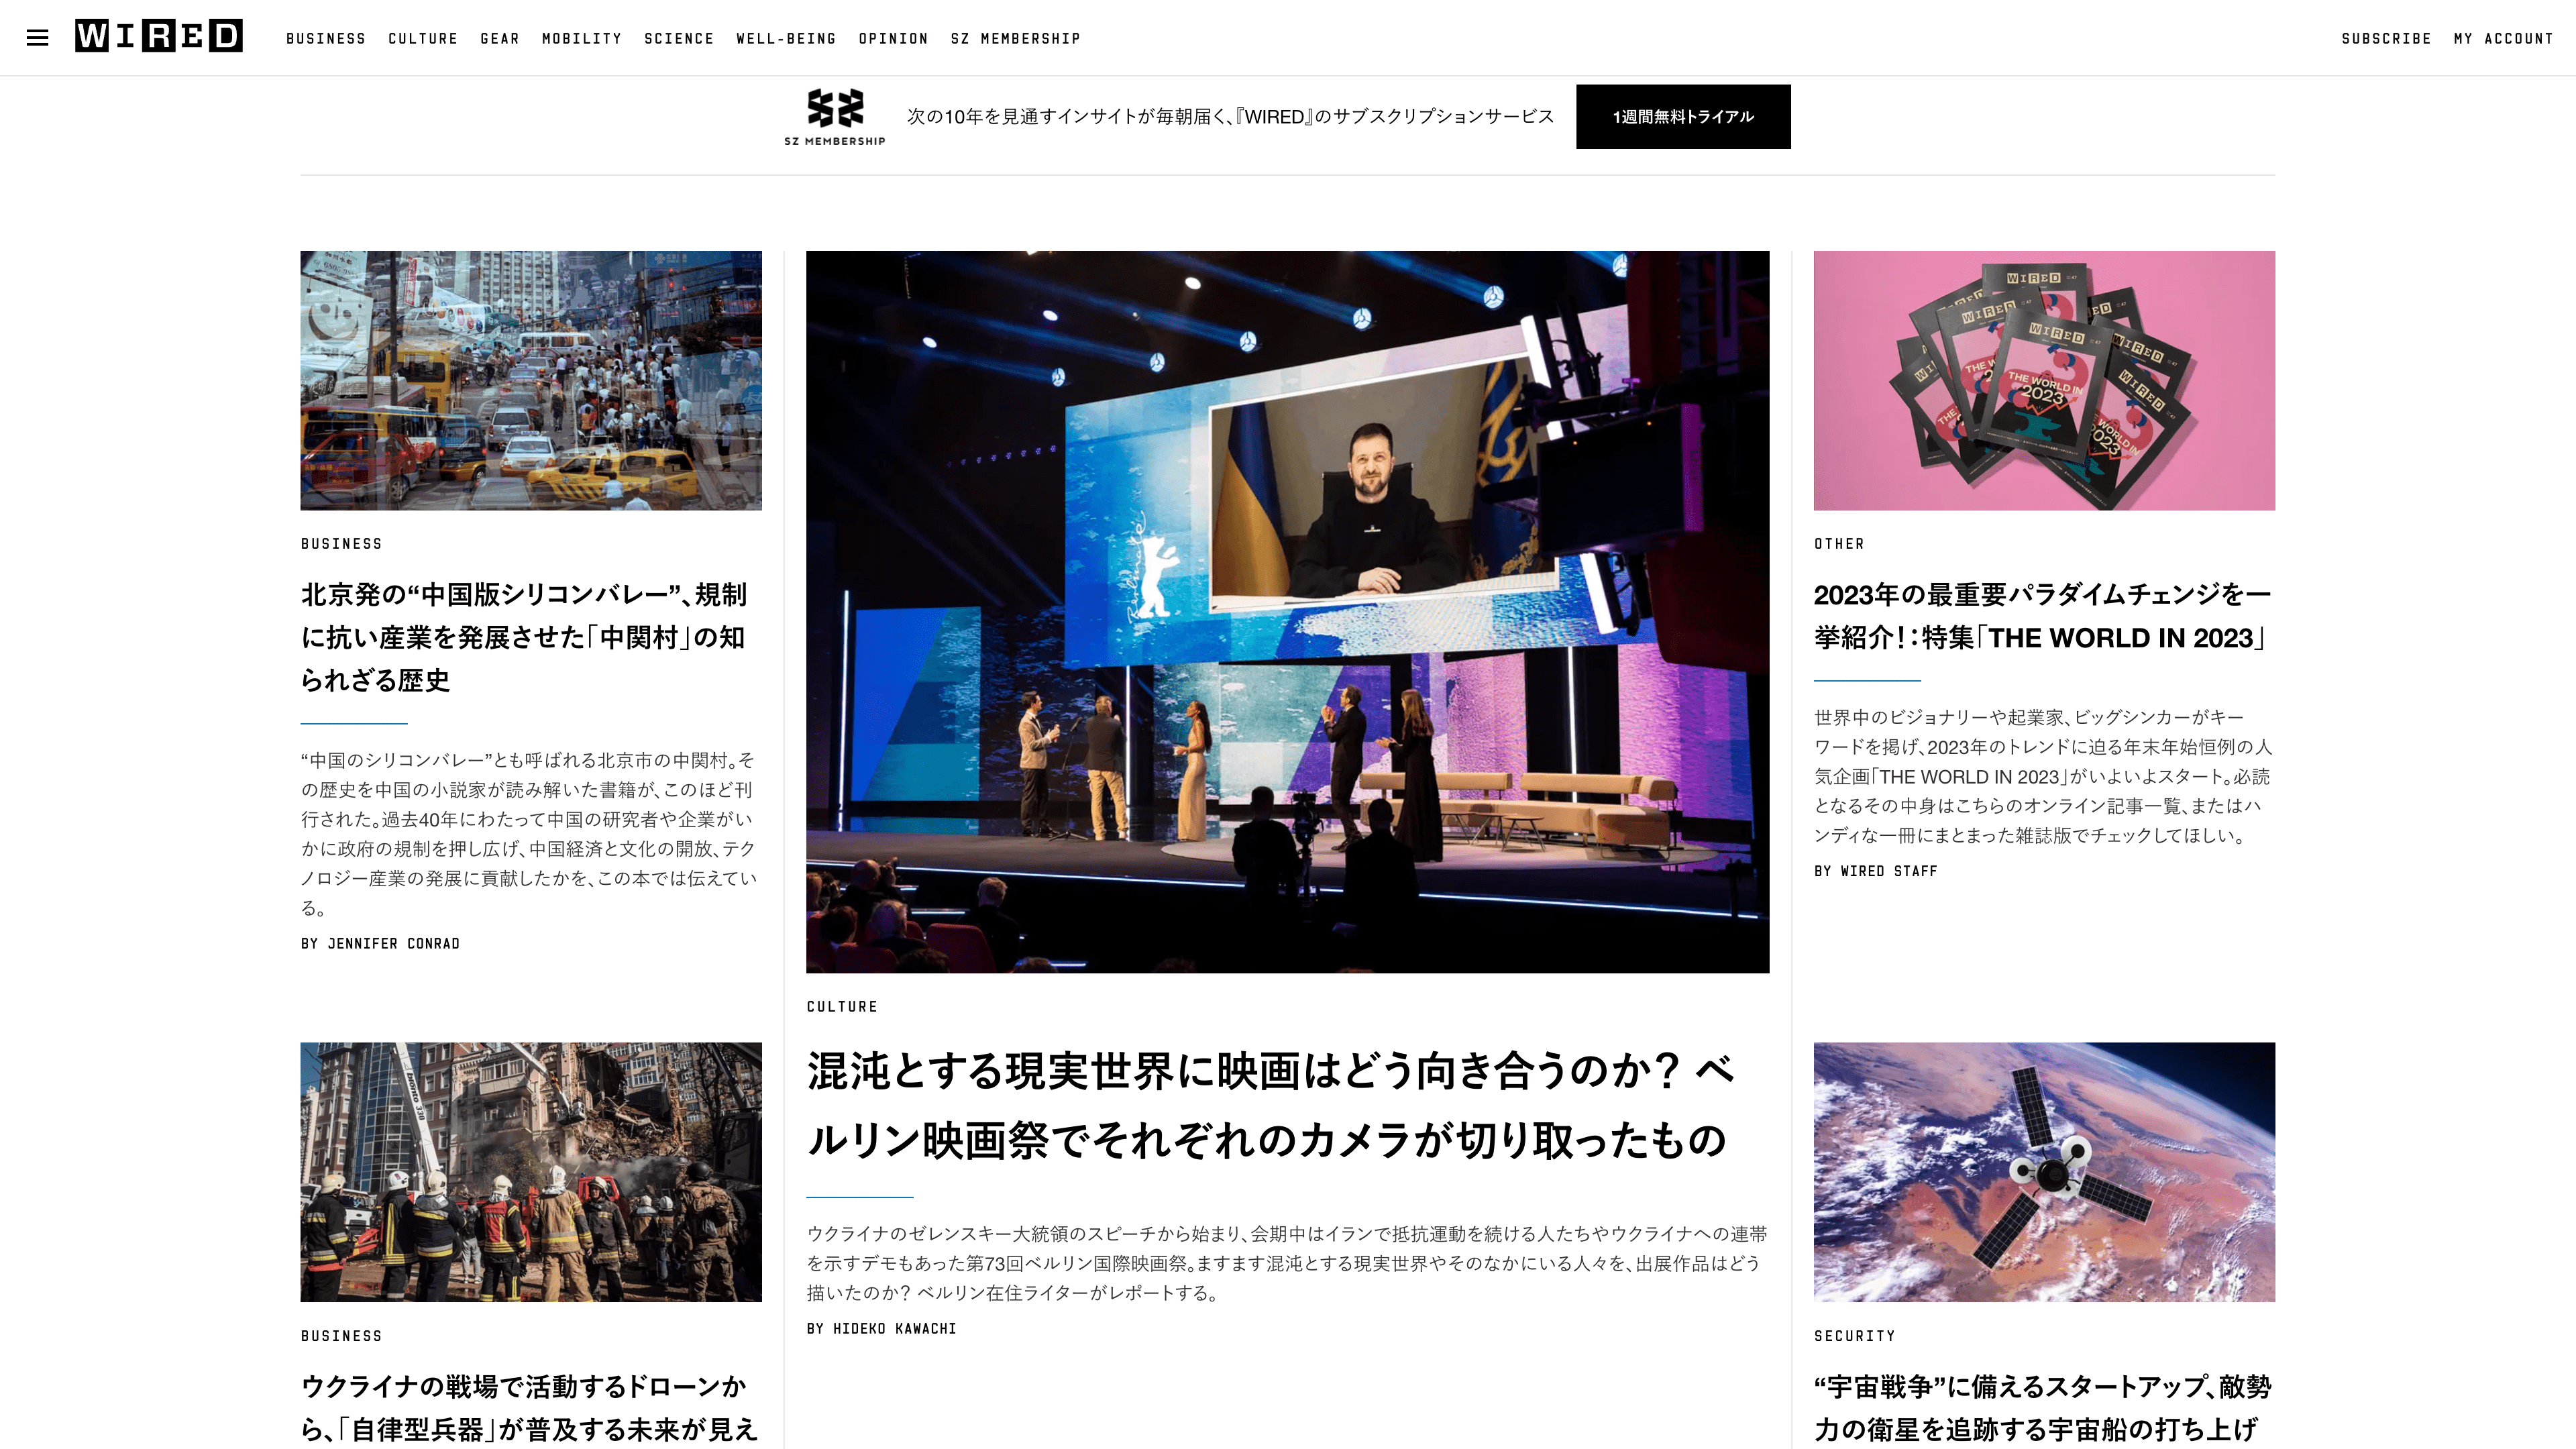 WIRED
BUSINESS CULTURE GEAR MOBILITY SCIENCE WELL-BEING OPINION SZ MEMBERSHIP
SUBSCRIBE MY ACCOUNT
SZ MEMBERSHIP
次の10年を見通すインサイトが毎朝届く、『WIRED』のサブスクリプションサービス
1週間無料トライアル
BUSINESS
北京発の“中国版シリコンバレー”、規制
に抗い産業を発展させた「中関村」の知
られざる歴史
“中国のシリコンバレー”とも呼ばれる北京市の中関村。そ
の歴史を中国の小説家が読み解いた書籍が、このほど刊
行された。過去40年にわたって中国の研究者や企業がい
かに政府の規制を押し広げ、中国経済と文化の開放、テク
ノロジー産業の発展に貢献したかを、この本では伝えてい
る。
BY JENNIFER CONRAD
bronto 330
BUSINESS
ウクライナの戦場で活動するドローンか
ら、「自律型兵器」が普及する未来が見え
Berlinale
CULTURE
混沌とする現実世界に映画はどう向き合うのか？ ベ
ルリン映画祭でそれぞれのカメラが切り取ったもの
ウクライナのゼレンスキー大統領のスピーチから始まり、会期中はイランで抵抗運動を続ける人たちやウクライナへの連帯
を示すデモもあった第73回ベルリン国際映画祭。ますます混沌とする現実世界やそのなかにいる人々を、出展作品はどう
描いたのか？ ベルリン在住ライターがレポートする。
BY HIDEKO KAWACHI
WIRED
THE WORLD IN
2023
OTHER
2023年の最重要パラダイムチェンジを一
挙紹介！：特集「THE WORLD IN 2023」
世界中のビジョナリーや起業家、ビッグシンカーがキー
ワードを掲げ、2023年のトレンドに迫る年末年始恒例の人
気企画「THE WORLD IN 2023」がいよいよスタート。必読
となるその中身はこちらのオンライン記事一覧、またはハ
ンディな一冊にまとまった雑誌版でチェックしてほしい。
BY WIRED STAFF
SECURITY
“宇宙戦争”に備えるスタートアップ、敵勢
力の衛星を追跡する宇宙船の打ち上げ